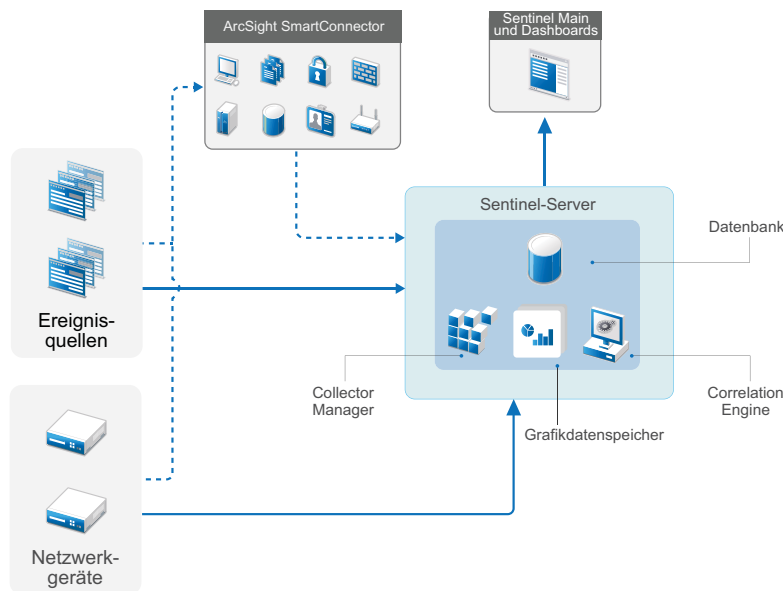 ArcSight SmartConnector
Sentinel Main
und Dashboards
Sentinel-Server
Datenbank
Ereignis-
quellen
Collector
Manager
Grafikdatenspeicher
Correlation
Engine
Netzwerk-
geräte